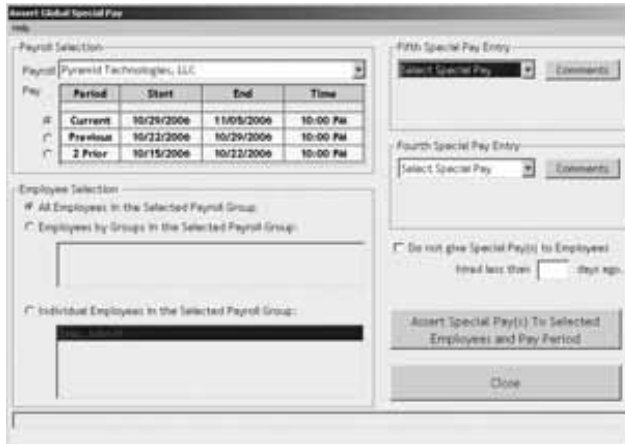 Assert Global Special Pay
Help
Payroll Selection
Payroll Pyramid Technologies, LLC
Pay
Period Start End Time
Current 10/29/2006 11/05/2006 10:00 PM
Previous 10/22/2006 10/29/2006 10:00 PM
2 Prior 10/15/2006 10/22/2006 10:00 PM
Employee Selection
All Employees in the Selected Payroll Group
Employees by Groups in the Selected Payroll Group:
Individual Employees in the Selected Payroll Group:
Fifth Special Pay Entry
Select Special Pay Comments
Fourth Special Pay Entry
Select Special Pay Comments
Do not give Special Pay(s) to Employees
hired less than days ago.
Assert Special Pay(s) To Selected
Employees and Pay Period
Close